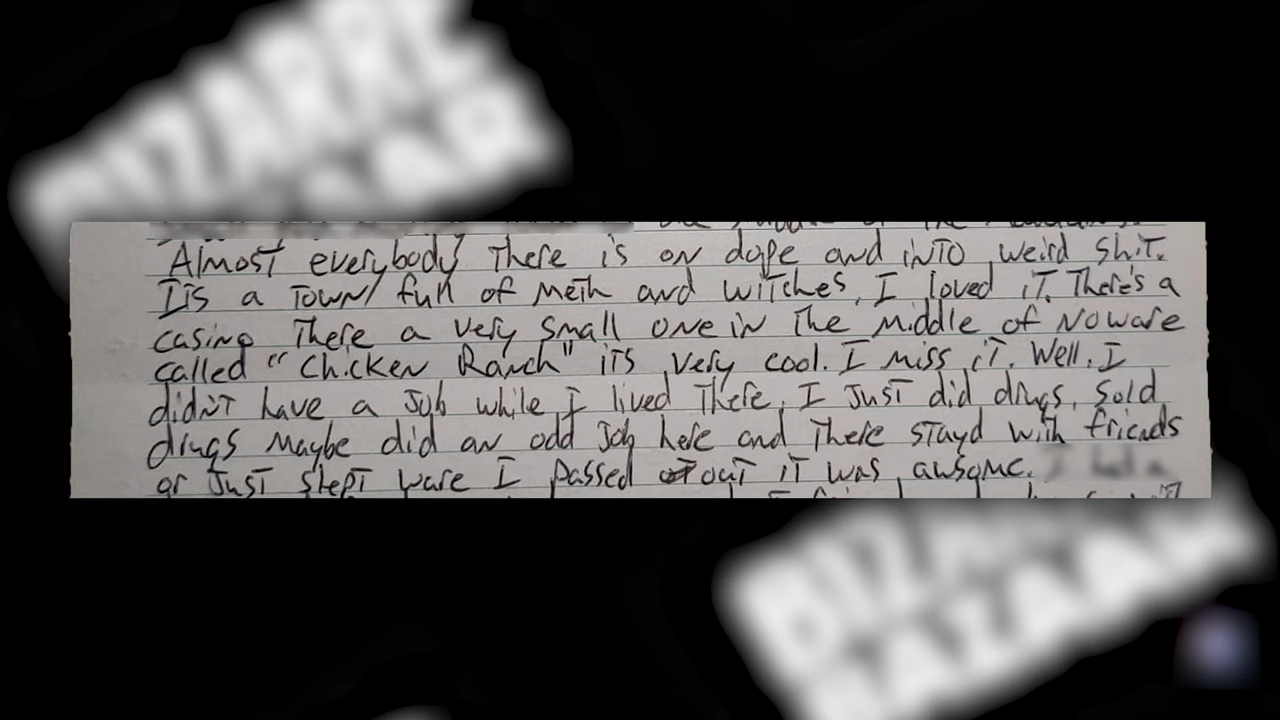 Almost everybody there is on dope and into weird shit.
Its a town full of meth and witches. I loved it. There's a
casino there a very small one in the middle of noware
called "Chicken Ranch" its very cool. I miss it. Well. I
didn't have a job while I lived there. I just did drugs, sold
drugs maybe did an odd job here and there stayd with friends
or just slept ware I passed out it was awsome.